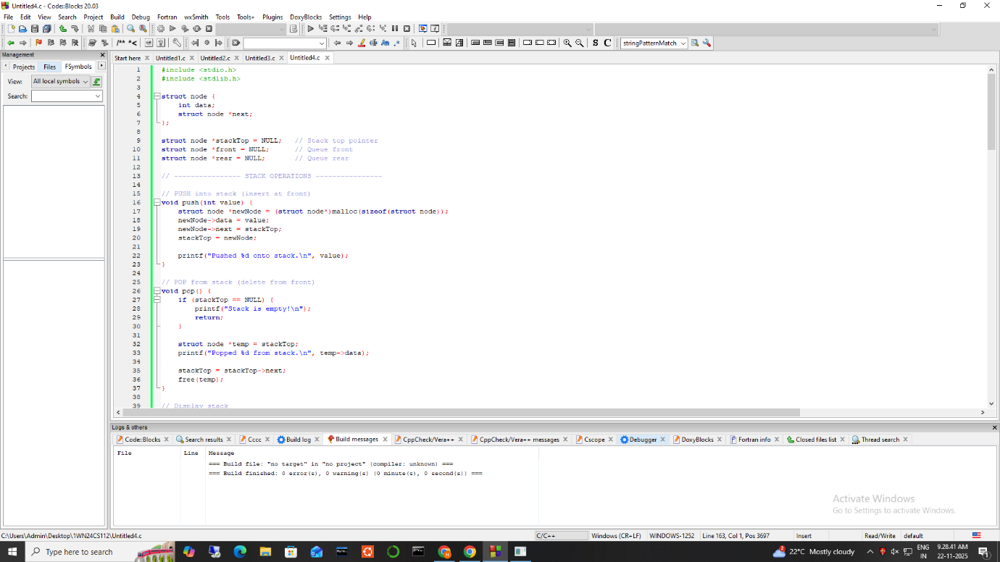 Untitled4.c - Code::Blocks 20.03
File Edit View Search Project Build Debug Fortran wxSmith Tools Tools+ Plugins DoxyBlocks Settings Help
/** *< stringPatternMatch
S C
Management
Projects Files FSymbols
View: All local symbols
Search:
Start here Untitled1.c Untitled2.c Untitled3.c Untitled4.c
1 #include <stdio.h>
2 #include <stdlib.h>
3
4 struct node {
5 int data;
6 struct node *next;
7 };
8
9 struct node *stackTop = NULL; // Stack top pointer
10 struct node *front = NULL; // Queue front
11 struct node *rear = NULL; // Queue rear
12
13 // ---------------- STACK OPERATIONS ----------------
14
15 // PUSH into stack (insert at front)
16 void push(int value) {
17 struct node *newNode = (struct node*)malloc(sizeof(struct node));
18 newNode->data = value;
19 newNode->next = stackTop;
20 stackTop = newNode;
21
22 printf("Pushed %d onto stack.\n", value);
23 }
24
25 // POP from stack (delete from front)
26 void pop() {
27 if (stackTop == NULL) {
28 printf("Stack is empty!\n");
29 return;
30 }
31
32 struct node *temp = stackTop;
33 printf("Popped %d from stack.\n", temp->data);
34
35 stackTop = stackTop->next;
36 free(temp);
37 }
38
39 // Display stack
Logs & others
Code::Blocks Search results Cccc Build log Build messages CppCheck/Vera++ CppCheck/Vera++ messages Cscope Debugger DoxyBlocks Fortran info Closed files list Thread search
File Line Message
=== Build file: "no target" in "no project" (compiler: unknown) ===
=== Build finished: 0 error(s), 0 warning(s) (0 minute(s), 0 second(s)) ===
Activate Windows
Go to Settings to activate Windows.
C:\Users\Admin\Desktop\1WN24CS112\Untitled4.c C/C++ Windows (CR+LF) WINDOWS-1252 Line 163, Col 1, Pos 3697 Insert Read/Write default
Type here to search
22°C Mostly cloudy
ENG
IN
9.28.41 AM
22-11-2025
1